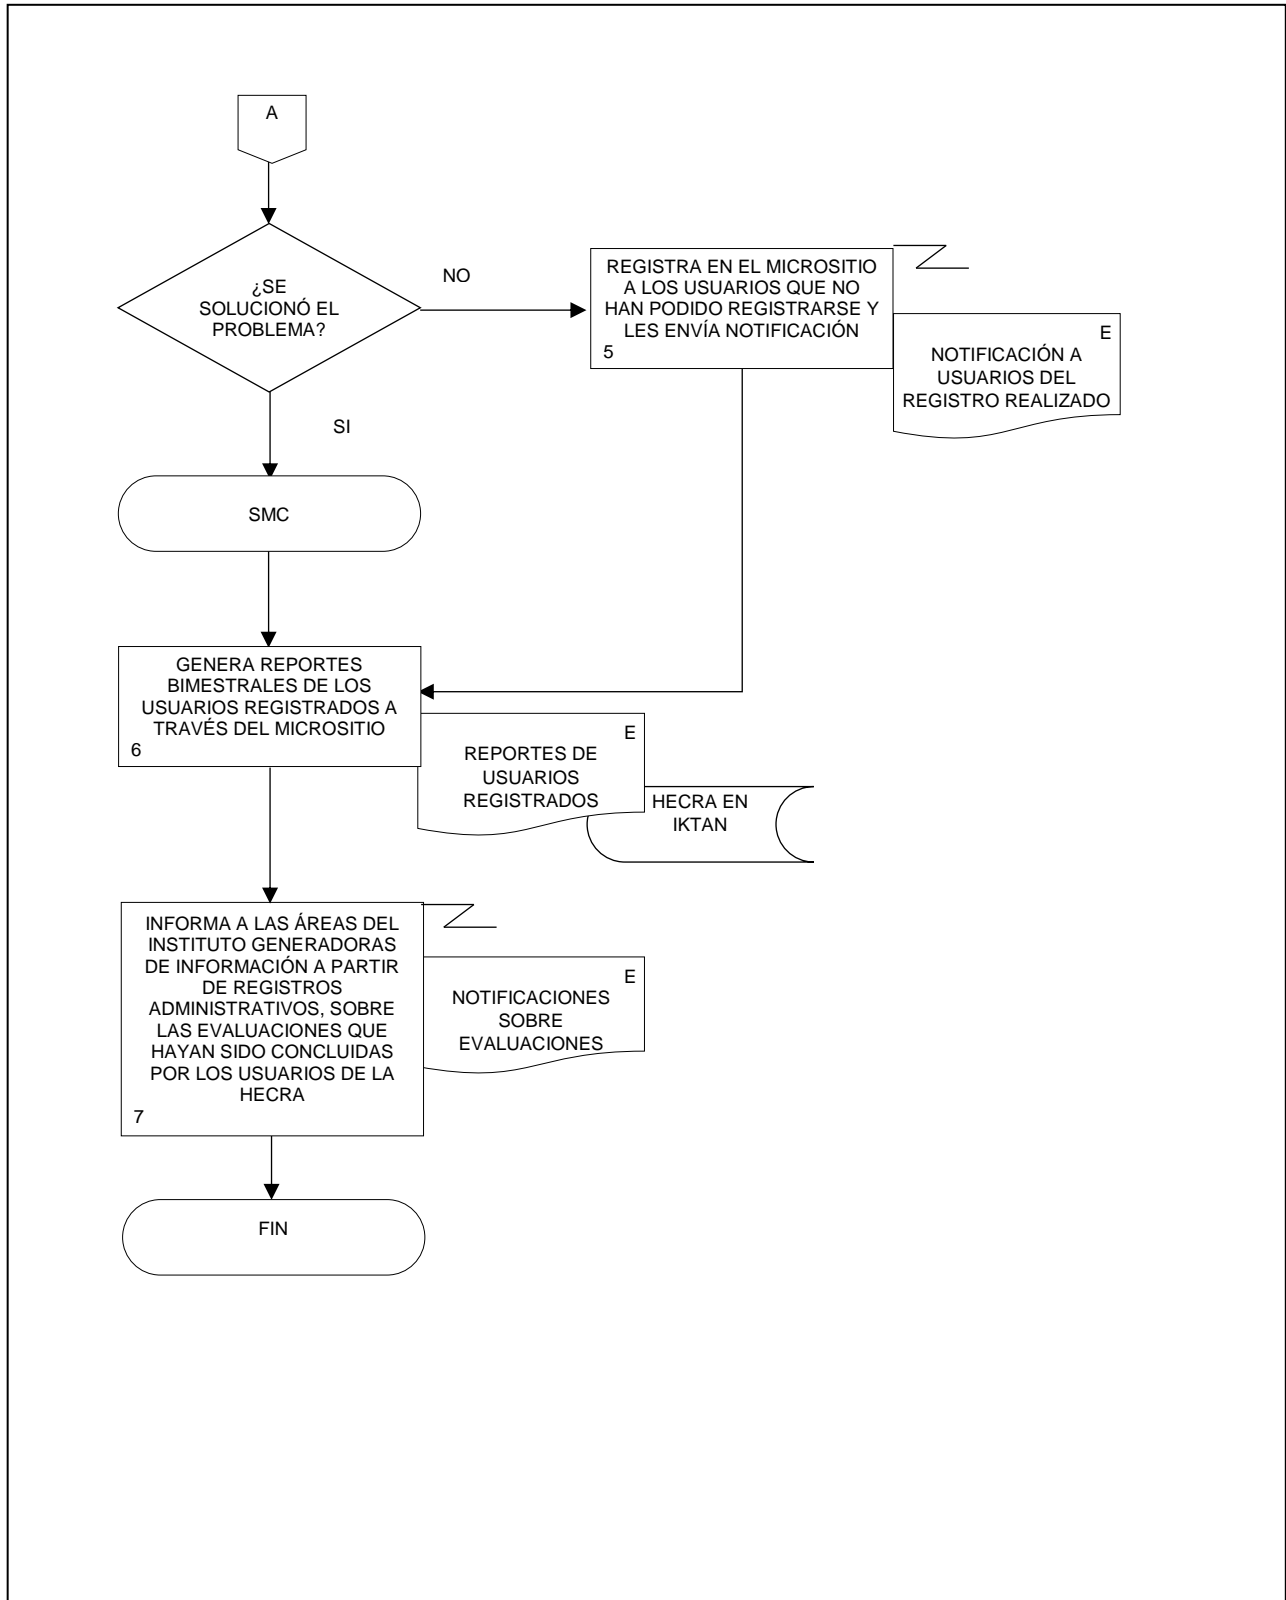 A
¿SE
SOLUCIONÓ EL
PROBLEMA?
NO
REGISTRA EN EL MICROSITIO
A LOS USUARIOS QUE NO
HAN PODIDO REGISTRARSE Y
LES ENVÍA NOTIFICACIÓN
5
E
NOTIFICACIÓN A
USUARIOS DEL
REGISTRO REALIZADO
SI
SMC
GENERA REPORTES
BIMESTRALES DE LOS
USUARIOS REGISTRADOS A
TRAVÉS DEL MICROSITIO
6
E
REPORTES DE
USUARIOS
REGISTRADOS
HECRA EN
IKTAN
INFORMA A LAS ÁREAS DEL
INSTITUTO GENERADORAS
DE INFORMACIÓN A PARTIR
DE REGISTROS
ADMINISTRATIVOS, SOBRE
LAS EVALUACIONES QUE
HAYAN SIDO CONCLUIDAS
POR LOS USUARIOS DE LA
HECRA
7
E
NOTIFICACIONES
SOBRE
EVALUACIONES
FIN